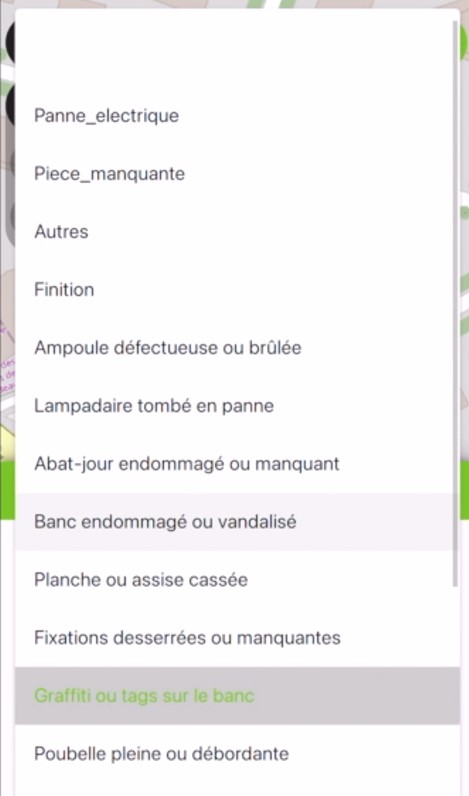 Panne_electrique
Piece_manquante
Autres
Finition
Ampoule défectueuse ou brûlée
Lampadaire tombé en panne
Abat-jour endommagé ou manquant
Banc endommagé ou vandalisé
Planche ou assise cassée
Fixations desserrées ou manquantes
Graffiti ou tags sur le banc
Poubelle pleine ou débordante